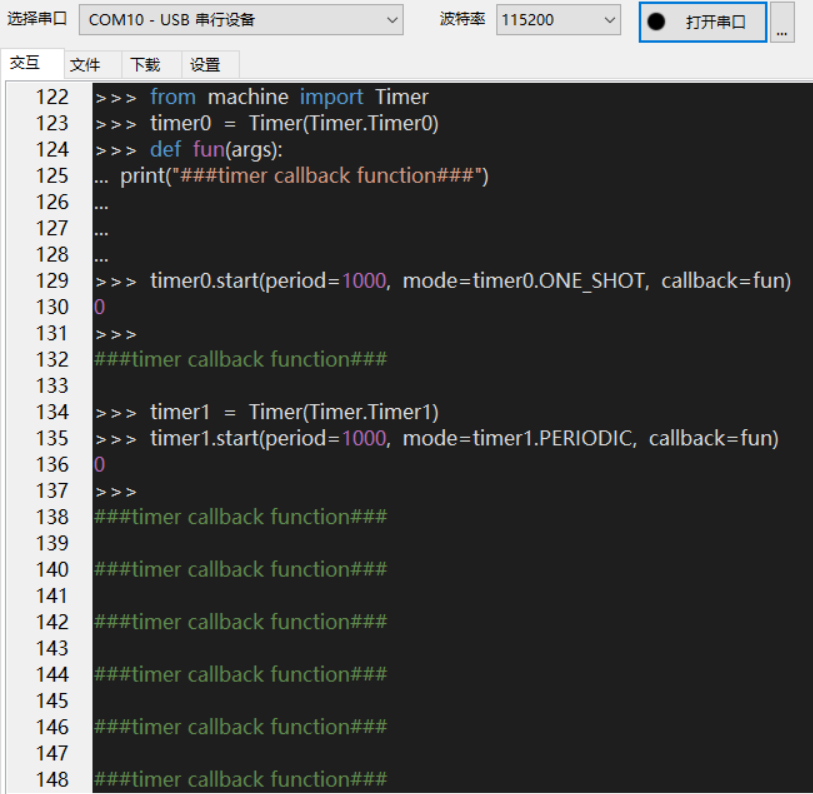 选择串口 COM10 - USB 串行设备 波特率 115200 打开串口 ...
交互 文件 下载 设置
122 >>> from machine import Timer
123 >>> timer0 = Timer(Timer.Timer0)
124 >>> def fun(args):
125 ... print("###timer callback function###")
126 ...
127 ...
128 ...
129 >>> timer0.start(period=1000, mode=timer0.ONE_SHOT, callback=fun)
130 0
131 >>>
132 ###timer callback function###
133
134 >>> timer1 = Timer(Timer.Timer1)
135 >>> timer1.start(period=1000, mode=timer1.PERIODIC, callback=fun)
136 0
137 >>>
138 ###timer callback function###
139
140 ###timer callback function###
141
142 ###timer callback function###
143
144 ###timer callback function###
145
146 ###timer callback function###
147
148 ###timer callback function###